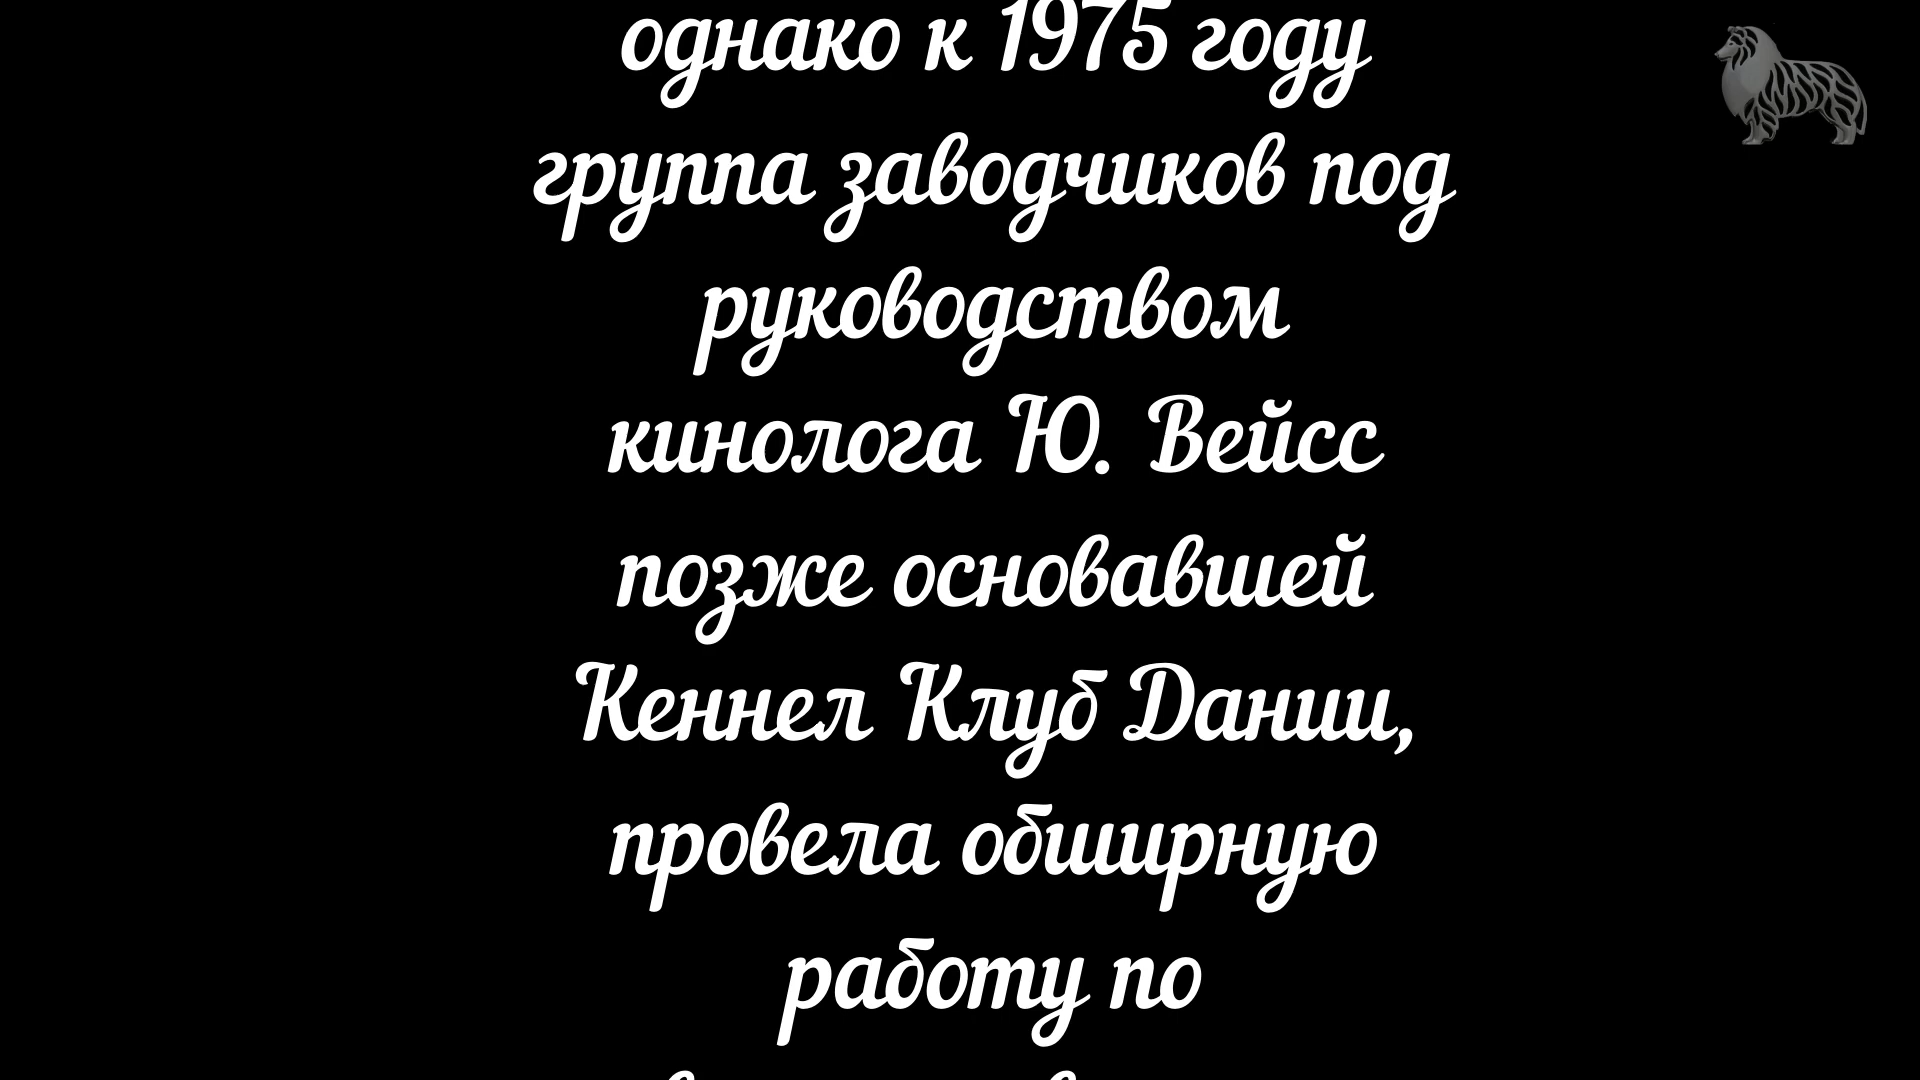 однако к 1975 году
группа заводчиков под
руководством
кинолога Ю. Вейсс
позже основавшей
Кеннел Клуб Дании,
провела обширную
работу по